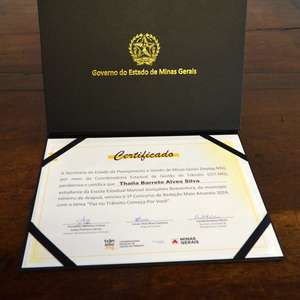 Governo do Estado de Minas Gerais
Certificado
A Secretaria de Estado de Planejamento e Gestão de Minas Gerais (Seplag-MG),
por meio da Coordenadoria Estadual de Gestão de Trânsito (CET-MG),
parabeniza e certifica que Thalia Barreto Alves Silva
estudante da Escola Estadual Manoel Gonçalves Boaventura, do município
mineiro de Arapuá, venceu o 1º Concurso de Redação Maio Amarelo 2024,
com o tema "Paz no Trânsito Começa Por Você".
MINAS GERAIS